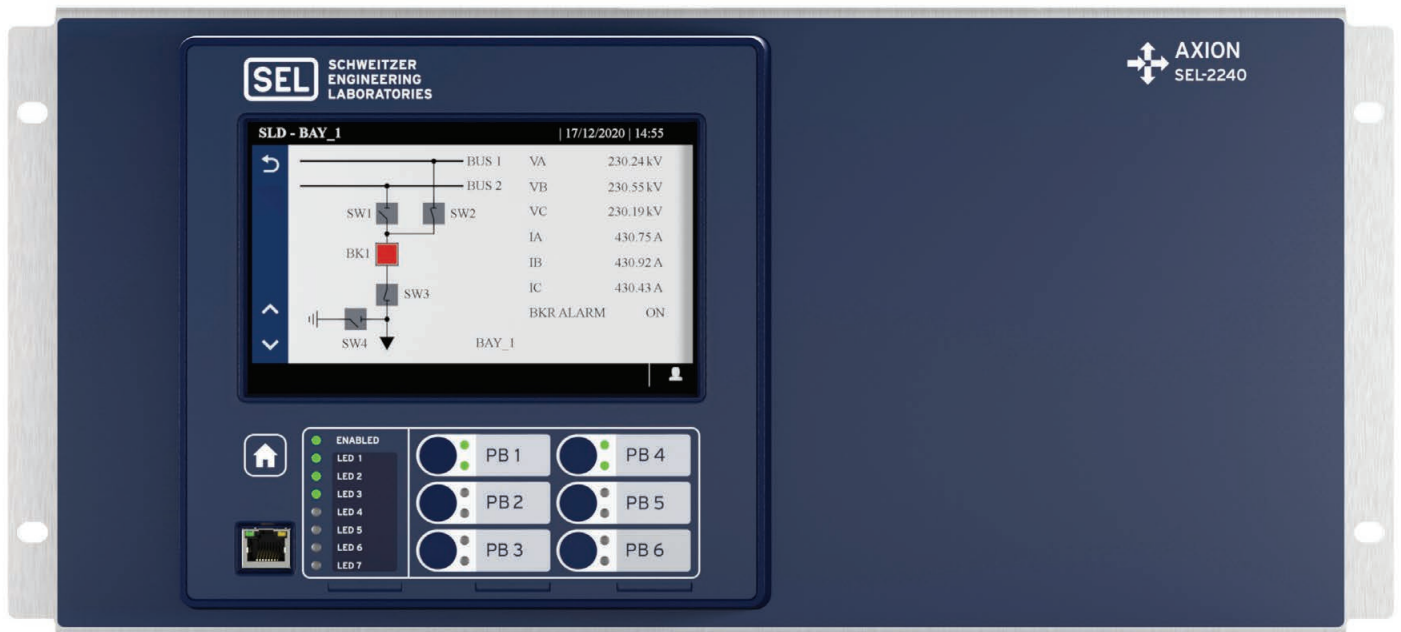 SEL SCHWEITZER
ENGINEERING
LABORATORIES
AXION
SEL-2240
SLD - BAY_1 | 17/12/2020 | 14:55
BUS 1
BUS 2
SW1
SW2
BK1
SW3
SW4
BAY_1
VA 230.24 kV
VB 230.55 kV
VC 230.19 kV
IA 430.75 A
IB 430.92 A
IC 430.43 A
BKR ALARM ON
ENABLED
LED 1
LED 2
LED 3
LED 4
LED 5
LED 6
LED 7
PB 1
PB 2
PB 3
PB 4
PB 5
PB 6